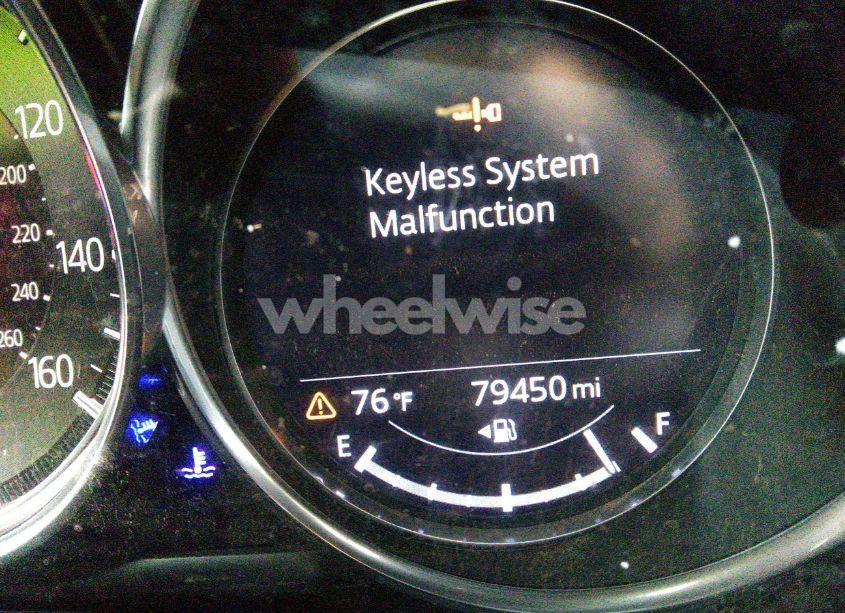 120
200
220
140
240
260
160
Keyless System
Malfunction
wheelwise
76°F
79450 mi
E
F